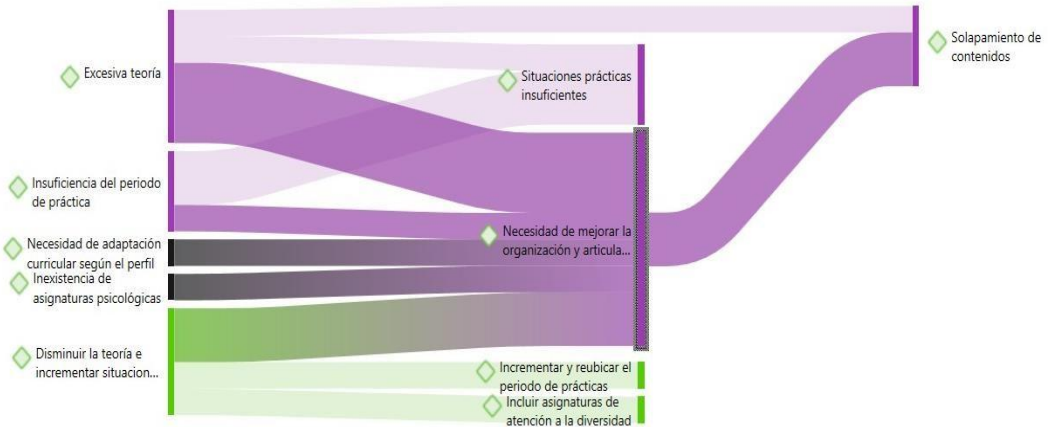 Excesiva teoría
Insuficiencia del periodo
de práctica
Necesidad de adaptación
curricular según el perfil
Inexistencia de
asignaturas psicológicas
Disminuir la teoría e
incrementar situacion...
Situaciones prácticas
insuficientes
Necesidad de mejorar la
organización y articula...
Incrementar y reubicar el
periodo de prácticas
Incluir asignaturas de
atención a la diversidad
Solapamiento de
contenidos